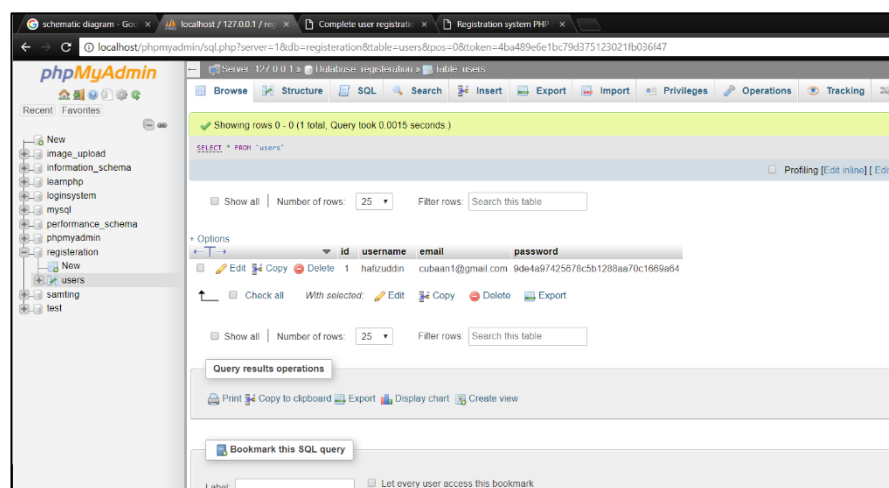 schematic diagram - Goo × localhost / 127.0.0.1 / reg × Complete user registratio × Registration system PHP ×
localhost/phpmyadmin/sql.php?server=1&db=registeration&table=users&pos=0&token=4ba489e6e1bc79d375123021fb036f47
phpMyAdmin
Recent Favorites
New
image_upload
information_schema
learnphp
loginsystem
mysql
performance_schema
phpmyadmin
registeration
New
users
samting
test
Server: 127.0.0.1 » Database: registeration » Table: users
Browse Structure SQL Search Insert Export Import Privileges Operations Tracking
Showing rows 0 - 0 (1 total, Query took 0.0015 seconds.)
SELECT * FROM `users`
Profiling [Edit inline] [ Edi
Show all | Number of rows: 25 Filter rows: Search this table
+ Options
←T→ id username email password
Edit Copy Delete 1 hafizuddin cubaan1@gmail.com 9de4a97425678c5b1288aa70c1669a64
Check all With selected: Edit Copy Delete Export
Show all | Number of rows: 25 Filter rows: Search this table
Query results operations
Print Copy to clipboard Export Display chart Create view
Bookmark this SQL query
Label: Let every user access this bookmark